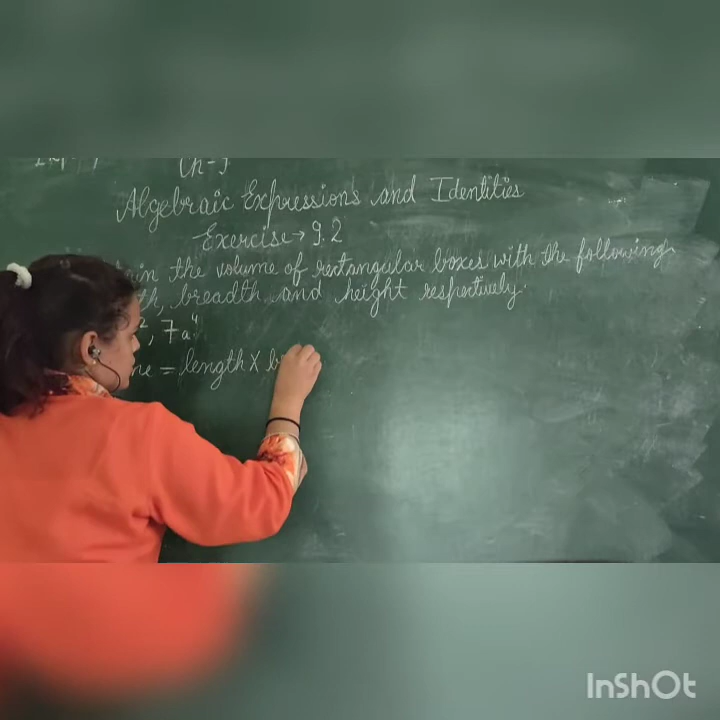 Ch-9
Algebraic Expressions and Identities
Exercise → 9.2
the volume of rectangular boxes with the following
breadth and height respectively.
, 7a⁴
= length X
InShOt